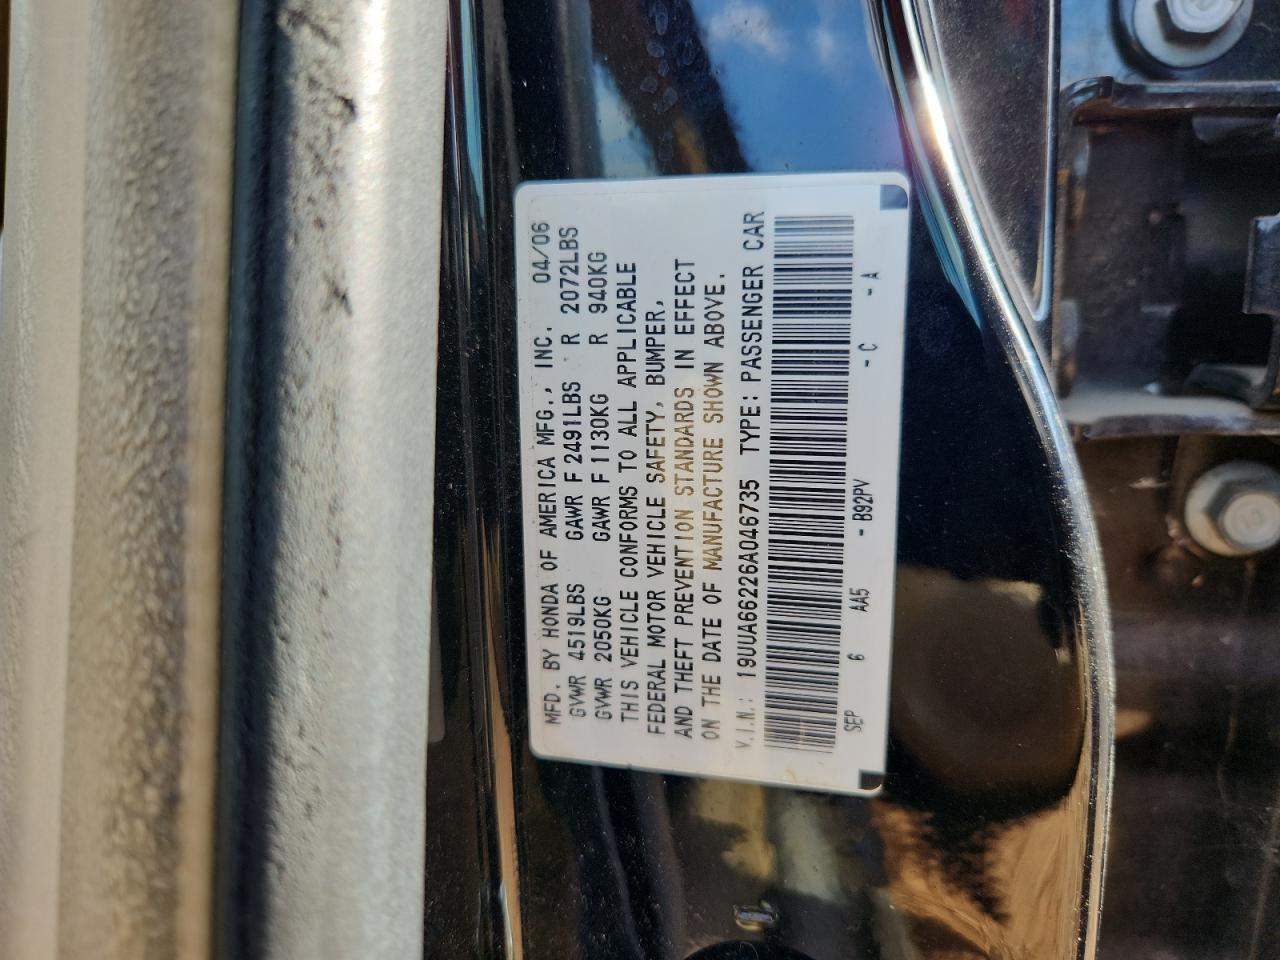 MFD. BY HONDA OF AMERICA MFG., INC. 04/06
GVWR 4519LBS GAWR F 2491LBS R 2072LBS
GVWR 2050KG GAWR F 1130KG R 940KG
THIS VEHICLE CONFORMS TO ALL APPLICABLE
FEDERAL MOTOR VEHICLE SAFETY, BUMPER,
AND THEFT PREVENTION STANDARDS IN EFFECT
ON THE DATE OF MANUFACTURE SHOWN ABOVE.
V.I.N.: 19UUA66226A046735 TYPE: PASSENGER CAR
SEP 6 AA5 - B92PV - C - A